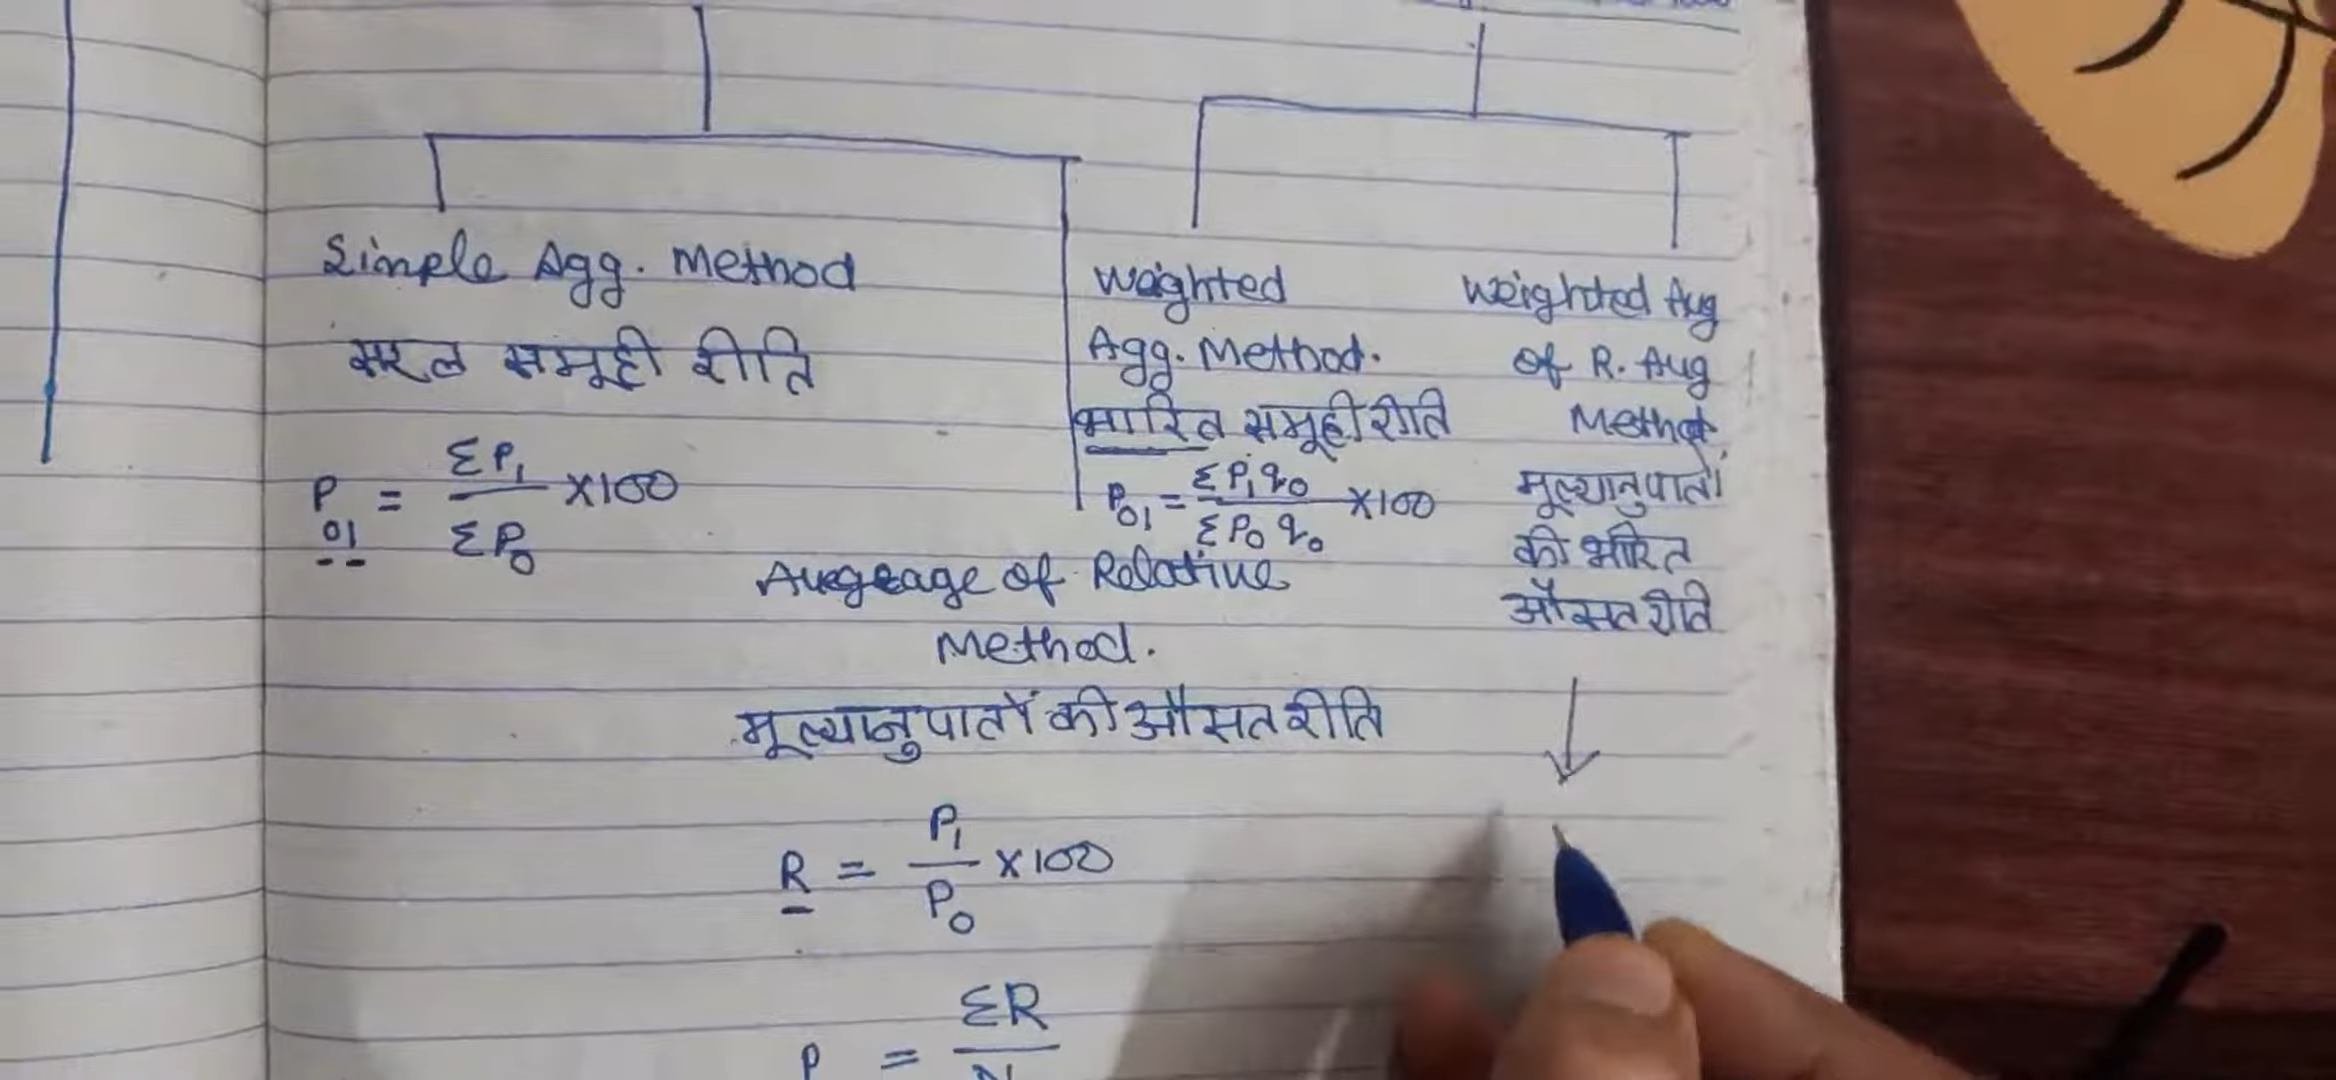 Simple Agg. Method
सरल समूही रीति
P01 = ΣP1 / ΣP0 ×100
Weighted
Agg. Method.
भारित समूही रीति
P01 = ΣP1q0 / ΣP0q0 ×100
Weighted Avg
of R. Avg
Method
मूल्यानुपातों
की भारित
औसत रीति
Avgerage of Relative
Method.
मूल्यानुपातों की औसत रीति
R = P1 / P0 ×100
P = ΣR / N